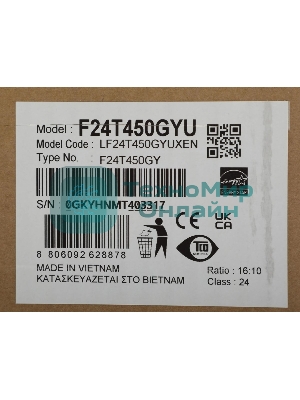 Model : F24T450GYU
Model Code : LF24T450GYUXEN
Type No. : F24T450GY
ТехноМир
Онлайн
S/N : 0GKYHNMT403317
UK
CA
8 806092 628878
TCO
MADE IN VIETNAM
ΚΑΤΑΣΚΕΥΑΖΕΤΑΙ ΣΤΟ ΒΙΕΤΝΑΜ
Ratio : 16:10
Class : 24